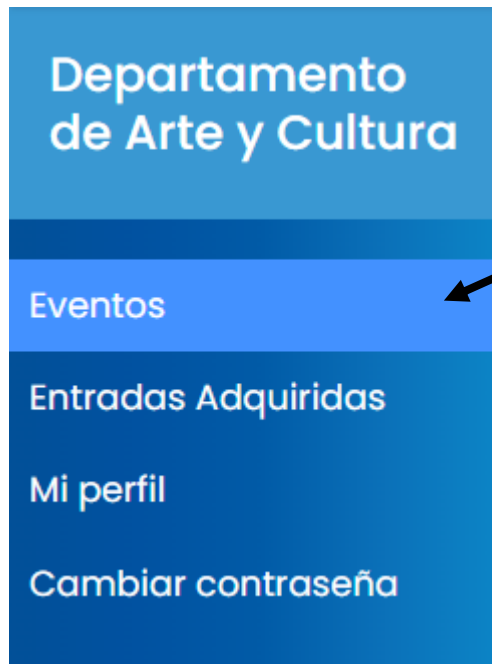 Departamento
de Arte y Cultura
Eventos
Entradas Adquiridas
Mi perfil
Cambiar contraseña